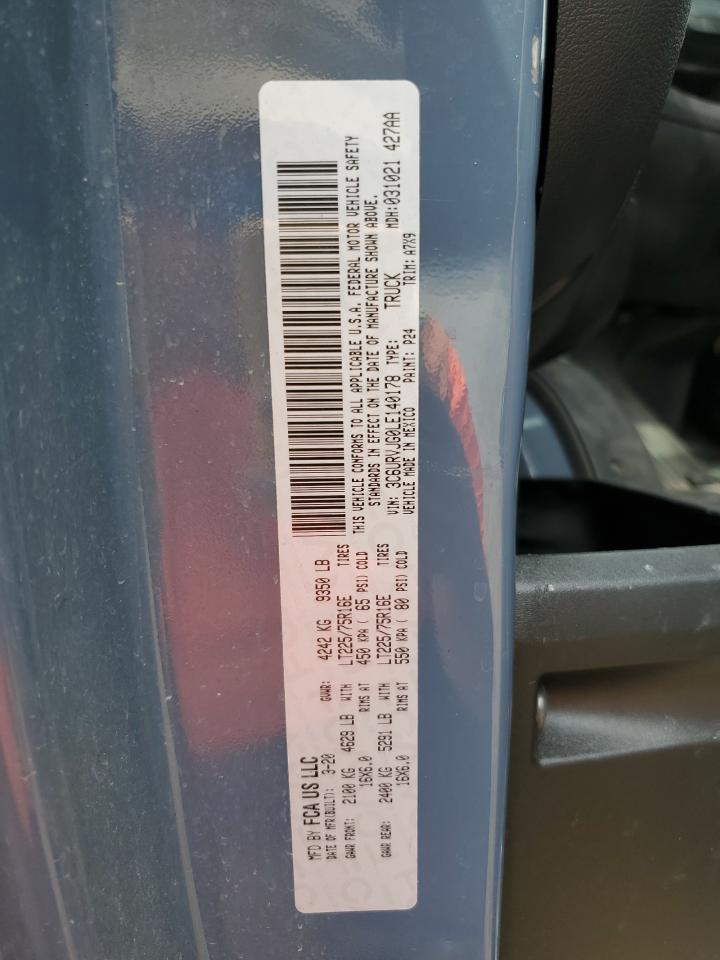 MFD BY FCA US LLC
DATE OF MFR(BUILT): 3-20 GVWR: 4242 KG 9350 LB
GAWR FRONT: 2100 KG 4629 LB WITH LT225/75R16E TIRES
16X6.0 RIMS AT 450 KPA ( 65 PSI) COLD
GAWR REAR: 2400 KG 5291 LB WITH LT225/75R16E TIRES
16X6.0 RIMS AT 550 KPA ( 80 PSI) COLD
THIS VEHICLE CONFORMS TO ALL APPLICABLE U.S.A. FEDERAL MOTOR VEHICLE SAFETY
STANDARDS IN EFFECT ON THE DATE OF MANUFACTURE SHOWN ABOVE.
VIN: 3C6URVJG0LE140178 TYPE: TRUCK MDH:031021 427AA
VEHICLE MADE IN MEXICO PAINT: P24 TRIM: A7X9